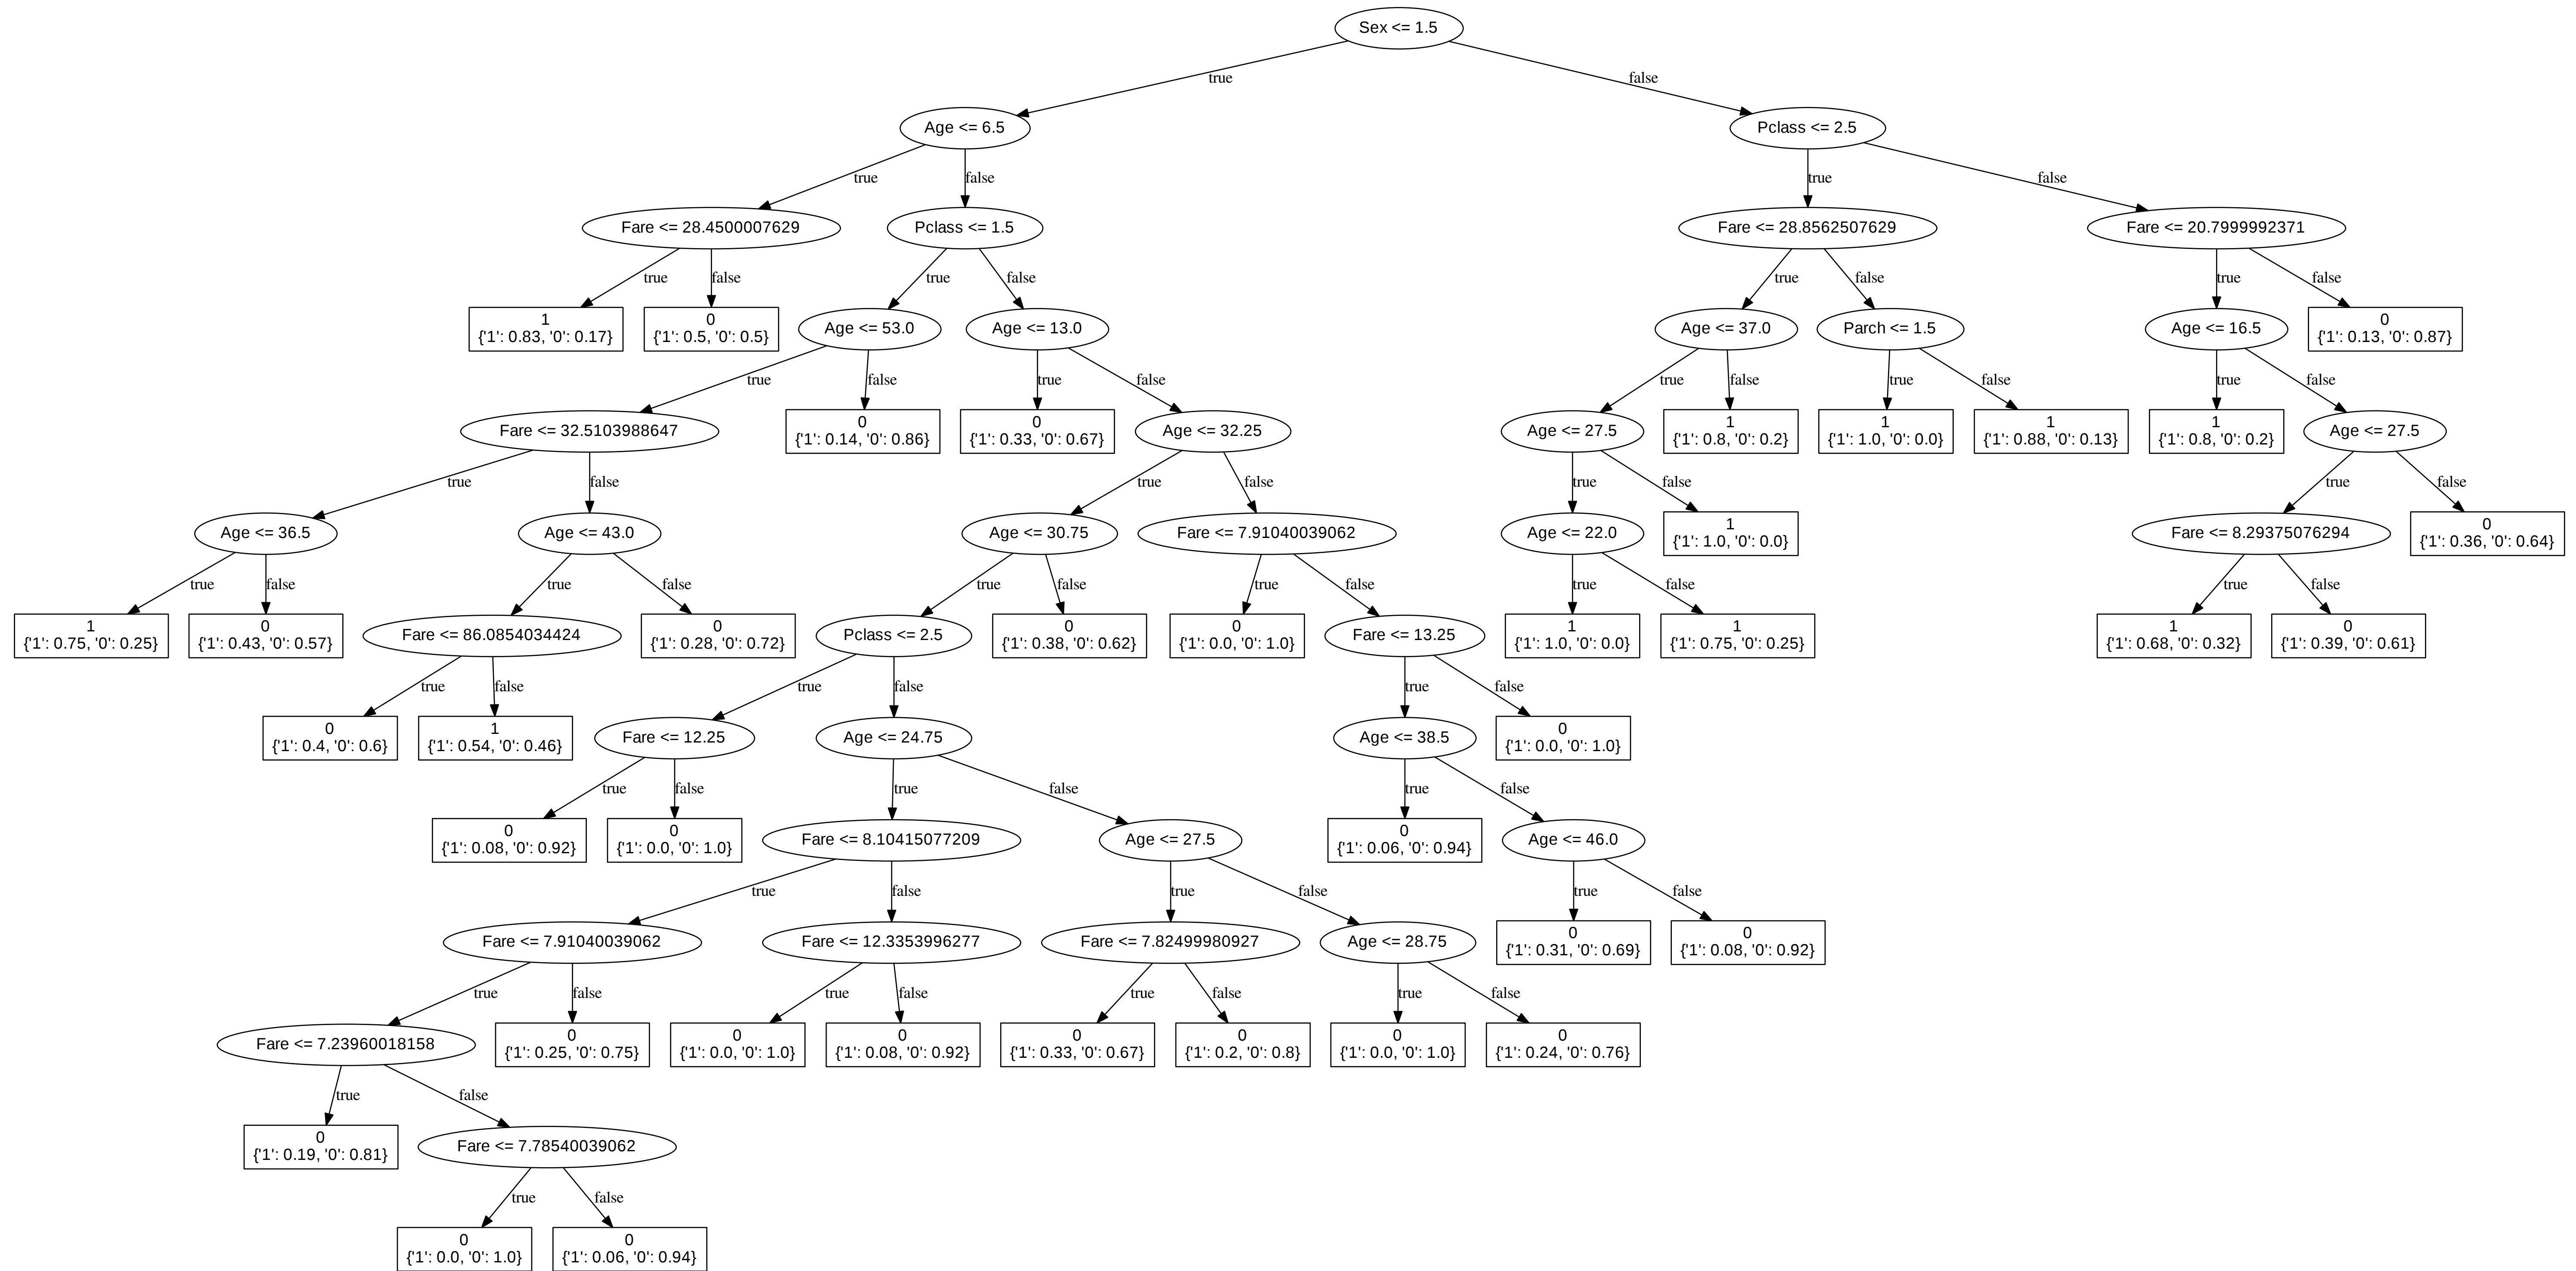 Sex <= 1.5
true
false
Age <= 6.5
Pclass <= 2.5
true
false
true
false
Fare <= 28.4500007629
Pclass <= 1.5
Fare <= 28.8562507629
Fare <= 20.7999992371
true
false
true
false
true
false
true
false
1
{'1': 0.83, '0': 0.17}
0
{'1': 0.5, '0': 0.5}
Age <= 53.0
Age <= 13.0
Age <= 37.0
Parch <= 1.5
Age <= 16.5
0
{'1': 0.13, '0': 0.87}
true
false
true
false
true
false
true
false
true
false
Fare <= 32.5103988647
0
{'1': 0.14, '0': 0.86}
0
{'1': 0.33, '0': 0.67}
Age <= 32.25
Age <= 27.5
1
{'1': 0.8, '0': 0.2}
1
{'1': 1.0, '0': 0.0}
1
{'1': 0.88, '0': 0.13}
1
{'1': 0.8, '0': 0.2}
Age <= 27.5
true
false
true
false
true
false
true
false
Age <= 36.5
Age <= 43.0
Age <= 30.75
Fare <= 7.91040039062
Age <= 22.0
1
{'1': 1.0, '0': 0.0}
Fare <= 8.29375076294
0
{'1': 0.36, '0': 0.64}
true
false
true
false
true
false
true
false
true
false
true
false
1
{'1': 0.75, '0': 0.25}
0
{'1': 0.43, '0': 0.57}
Fare <= 86.0854034424
0
{'1': 0.28, '0': 0.72}
Pclass <= 2.5
0
{'1': 0.38, '0': 0.62}
0
{'1': 0.0, '0': 1.0}
Fare <= 13.25
1
{'1': 1.0, '0': 0.0}
1
{'1': 0.75, '0': 0.25}
1
{'1': 0.68, '0': 0.32}
0
{'1': 0.39, '0': 0.61}
true
false
true
false
true
false
0
{'1': 0.4, '0': 0.6}
1
{'1': 0.54, '0': 0.46}
Fare <= 12.25
Age <= 24.75
Age <= 38.5
0
{'1': 0.0, '0': 1.0}
true
false
true
false
true
false
0
{'1': 0.08, '0': 0.92}
0
{'1': 0.0, '0': 1.0}
Fare <= 8.10415077209
Age <= 27.5
0
{'1': 0.06, '0': 0.94}
Age <= 46.0
true
false
true
false
true
false
Fare <= 7.91040039062
Fare <= 12.3353996277
Fare <= 7.82499980927
Age <= 28.75
0
{'1': 0.31, '0': 0.69}
0
{'1': 0.08, '0': 0.92}
true
false
true
false
true
false
true
false
Fare <= 7.23960018158
0
{'1': 0.25, '0': 0.75}
0
{'1': 0.0, '0': 1.0}
0
{'1': 0.08, '0': 0.92}
0
{'1': 0.33, '0': 0.67}
0
{'1': 0.2, '0': 0.8}
0
{'1': 0.0, '0': 1.0}
0
{'1': 0.24, '0': 0.76}
true
false
0
{'1': 0.19, '0': 0.81}
Fare <= 7.78540039062
true
false
0
{'1': 0.0, '0': 1.0}
0
{'1': 0.06, '0': 0.94}